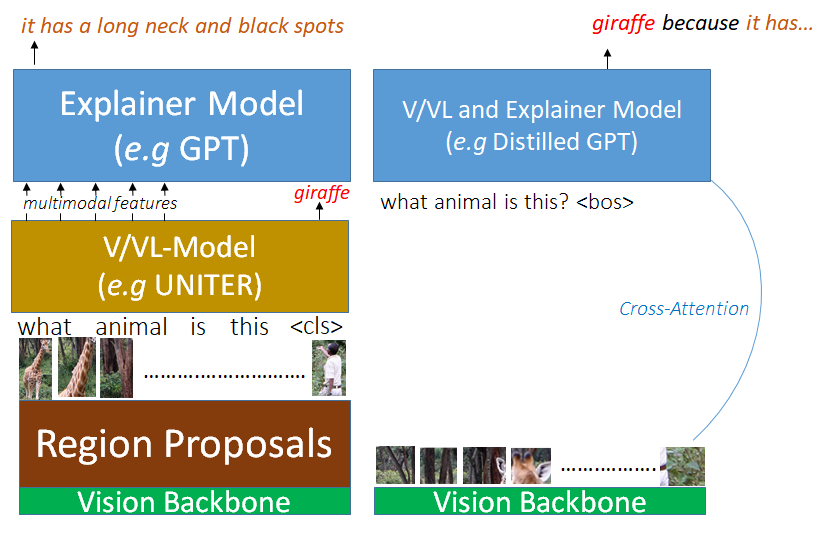 it has a long neck and black spots
Explainer Model
(e.g GPT)
multimodal features
giraffe
V/VL-Model
(e.g UNITER)
what animal is this <cls>
……………………….
Region Proposals
Vision Backbone
giraffe because it has…
V/VL and Explainer Model
(e.g Distilled GPT)
what animal is this? <bos>
Cross-Attention
……………….
Vision Backbone